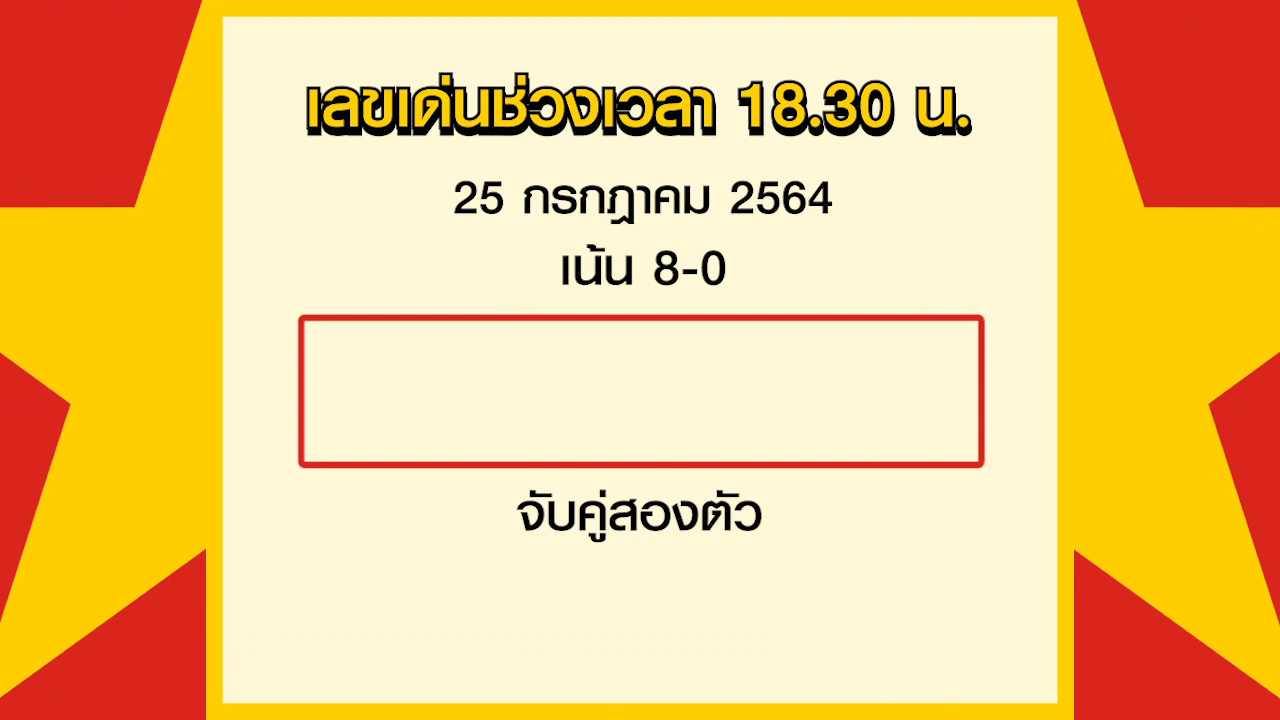 เลขเด่นช่วงเวลา 18.30 น.
25 กรกฎาคม 2564
เน้น 8-0
จับคู่สองตัว